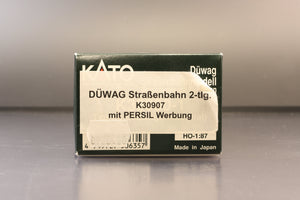 KATO
Düwag
DÜWAG Straßenbahn 2-tlg.
K30907
mit PERSIL Werbung
HO-1:87
Made in Japan